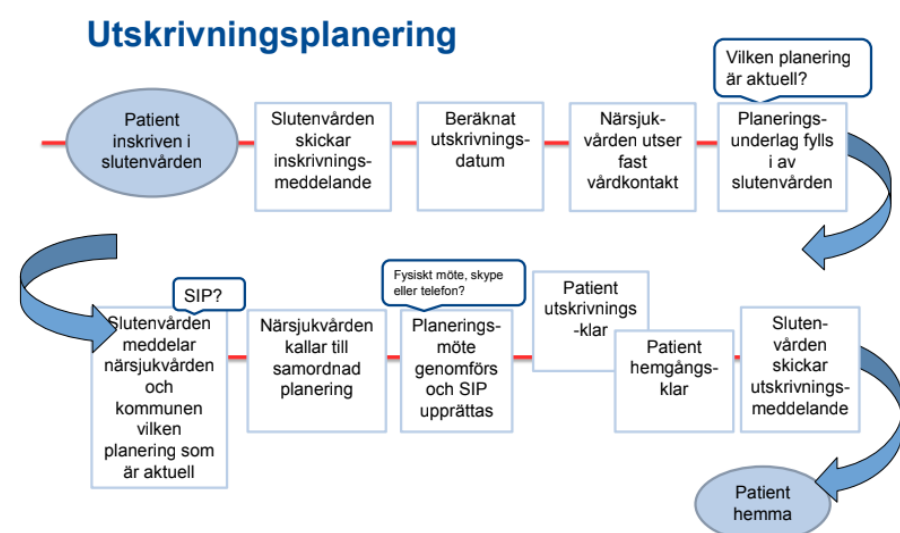 Utskrivningsplanering
Vilken planering
är aktuell?
Patient
inskriven i
slutenvården
Slutenvården
skickar
inskrivnings-
meddelande
Beräknat
utskrivnings-
datum
Närsjuk-
vården utser
fast
vårdkontakt
Planerings-
underlag fylls
i av
slutenvården
SIP?
Slutenvården
meddelar
närsjukvården
och
kommunen
vilken
planering som
är aktuell
Närsjukvården
kallar till
samordnad
planering
Fysiskt möte, skype
eller telefon?
Planerings-
möte
genomförs
och SIP
upprättas
Patient
utskrivnings
-klar
Patient
hemgångs-
klar
Sluten-
vården
skickar
utskrivnings-
meddelande
Patient
hemma